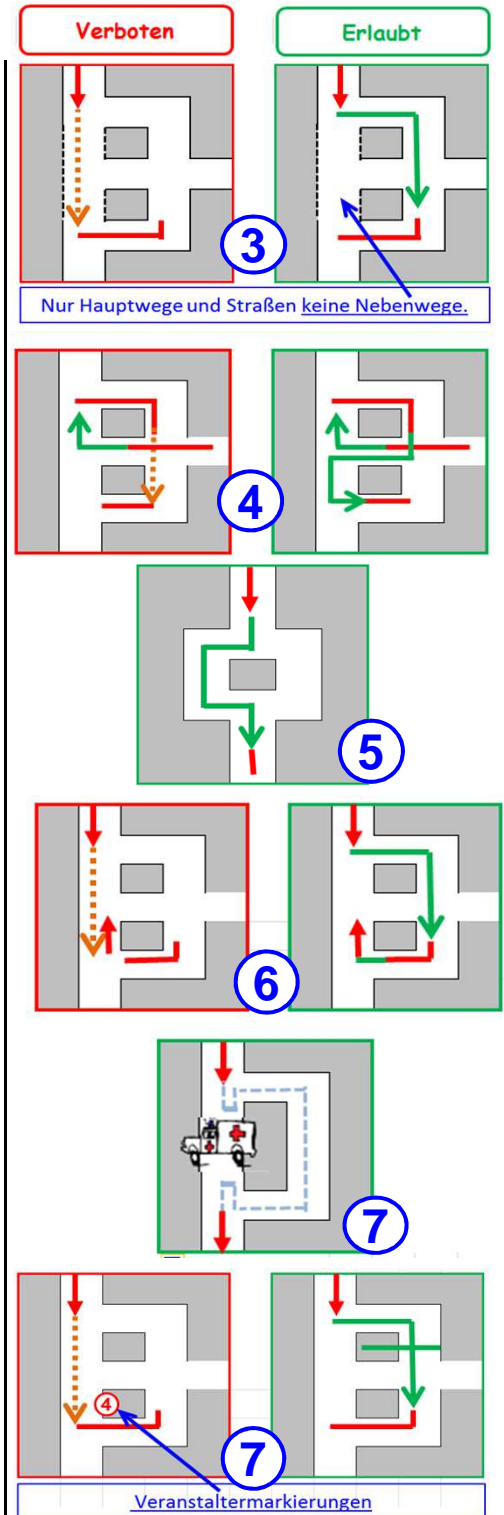 Verboten
Erlaubt
3
Nur Hauptwege und Straßen keine Nebenwege.
4
5
6
7
4
7
Veranstaltermarkierungen